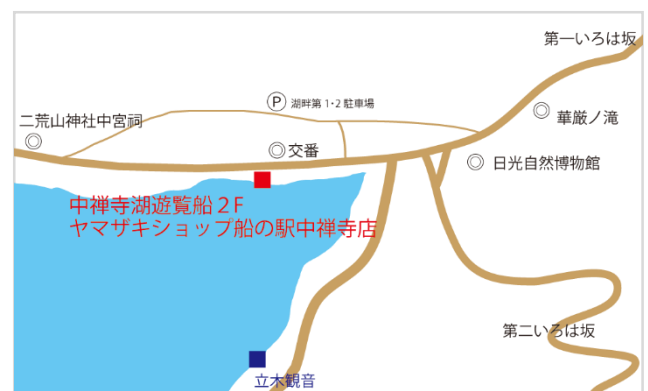 第一いろは坂
Ⓟ 湖畔第1・2駐車場
華厳ノ滝
二荒山神社中宮祠
交番
日光自然博物館
中禅寺湖遊覧船２F
ヤマザキショップ船の駅中禅寺店
第二いろは坂
立木観音